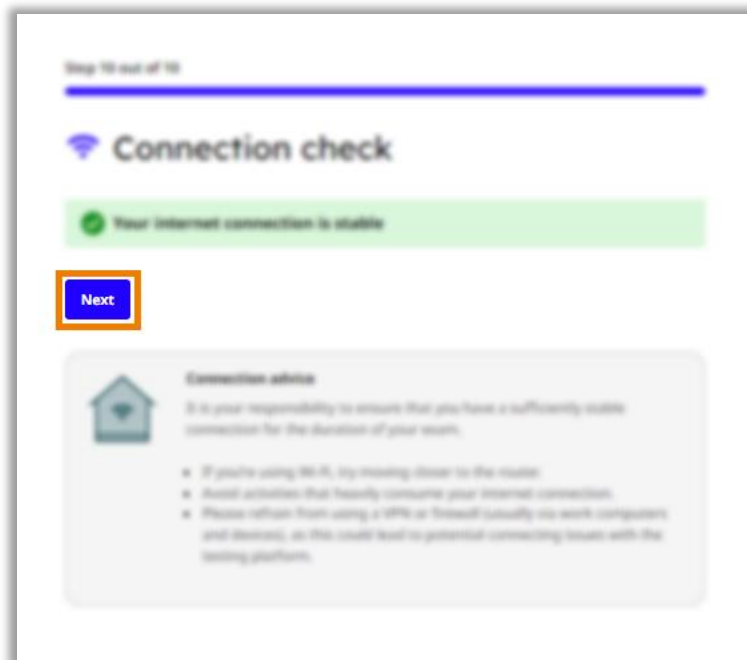 Step 10 out of 10
Connection check
Your internet connection is stable
Next
Connection advice
It is your responsibility to ensure that you have a sufficiently stable
connection for the duration of your exam.
If you're using Wi-Fi, try moving closer to the router.
Avoid activities that heavily consume your internet connection.
Please refrain from using a VPN or firewall (usually via work computers
and devices), as this could lead to potential connecting issues with the
testing platform.